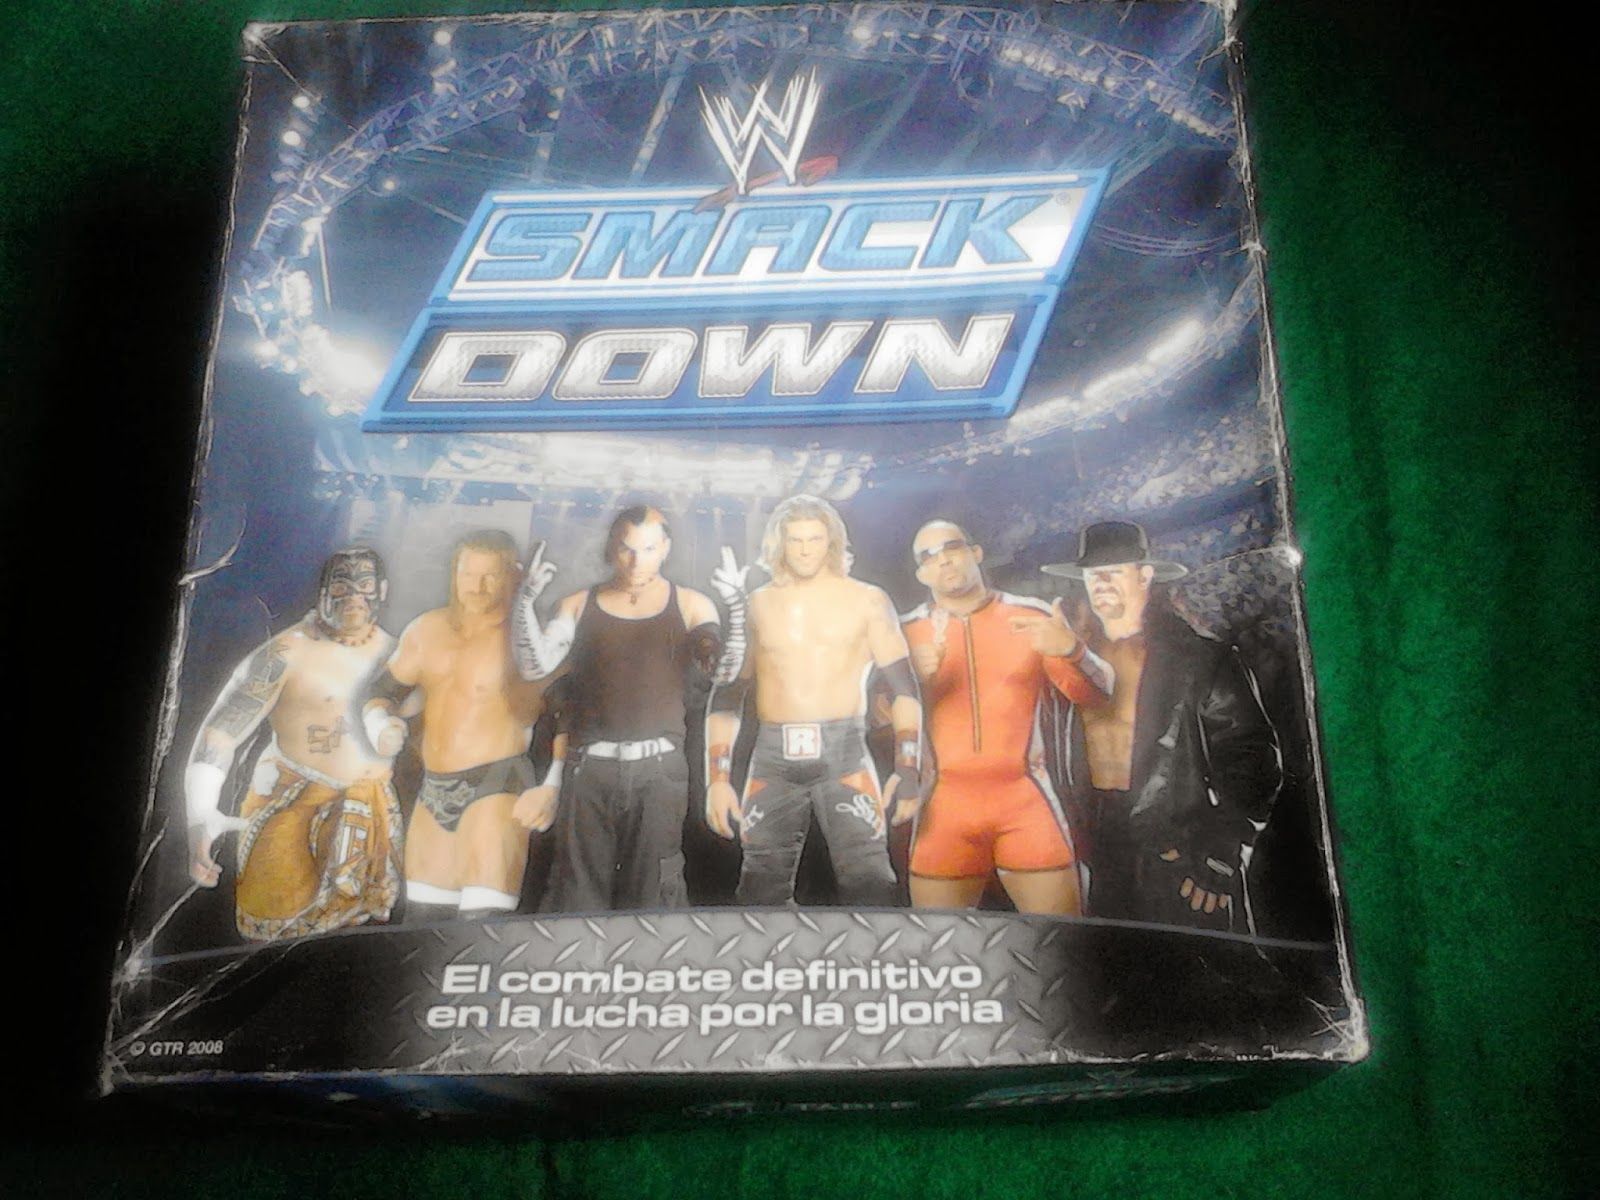 W
SMACK
DOWN
R
El combate definitivo
en la lucha por la gloria
© GTR 2008